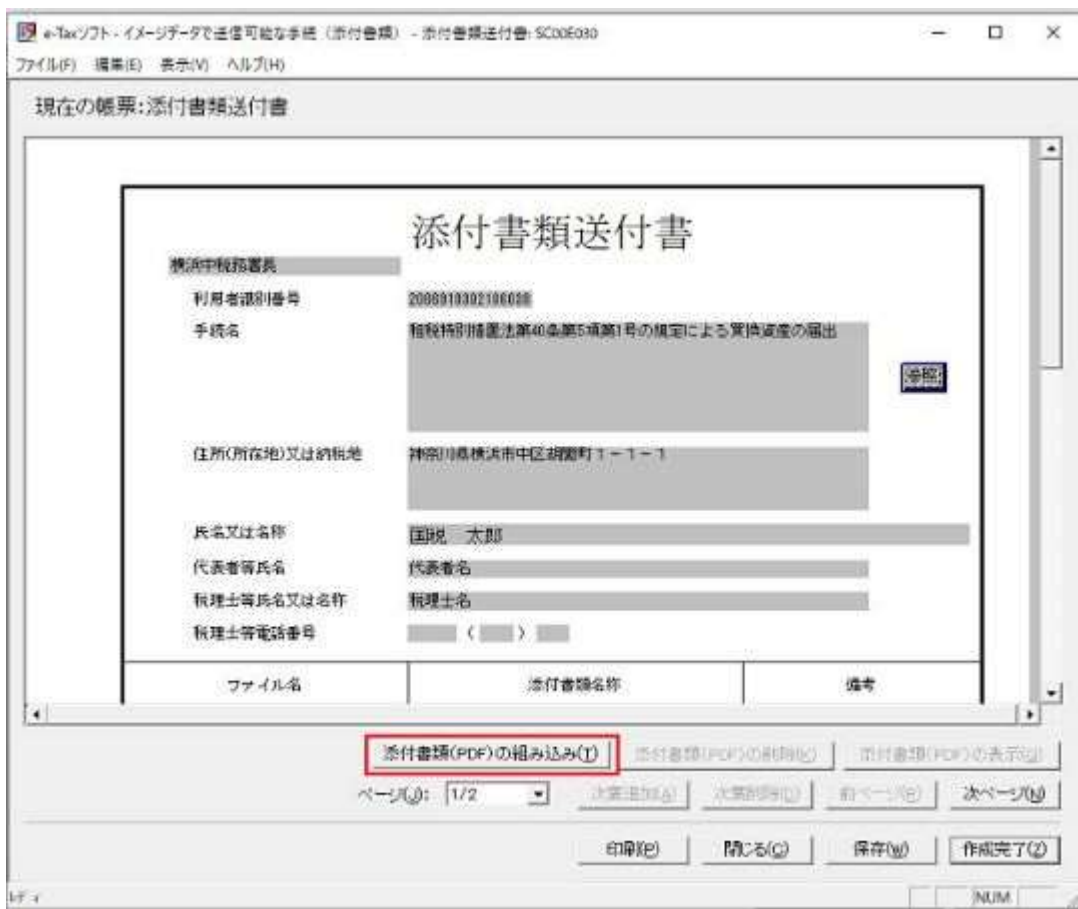 e-Taxソフト - イメージデータで送信可能な手続（添付書類） - 添付書類送付書: SC00E030
ファイル(F) 編集(E) 表示(V) ヘルプ(H)
現在の帳票:添付書類送付書
添付書類送付書
横浜中税務署長
利用者識別番号
手続名 租税特別措置法第40条第5項第1号の規定による買換資産の届出
参照
住所(所在地)又は納税地 神奈川県横浜市中区 町１－１－１
氏名又は名称 国税 太郎
代表者等氏名 代表者名
税理士等氏名又は名称 税理士名
税理士等電話番号 ( )
ファイル名 添付書類名称 備考
添付書類(PDF)の組み込み(T) 添付書類(PDF)の削除(K) 添付書類(PDF)の表示(Q)
ページ(J): 1/2 次葉追加(A) 次葉削除(D) 前ページ(B) 次ページ(N)
印刷(P) 閉じる(C) 保存(W) 作成完了(Z)
レディ NUM